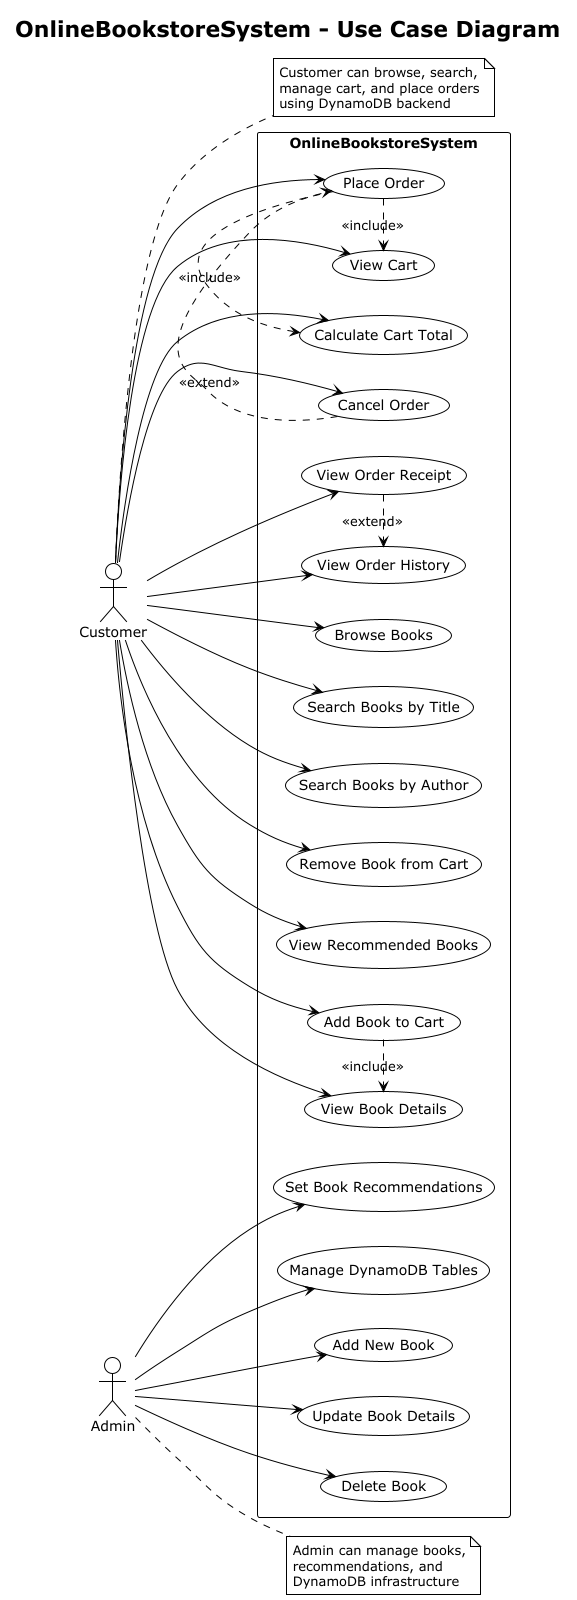 OnlineBookstoreSystem - Use Case Diagram
Customer can browse, search,
manage cart, and place orders
using DynamoDB backend
OnlineBookstoreSystem
Place Order
«include»
View Cart
«include»
Calculate Cart Total
«extend»
Cancel Order
View Order Receipt
«extend»
View Order History
Customer
Browse Books
Search Books by Title
Search Books by Author
Remove Book from Cart
View Recommended Books
Add Book to Cart
«include»
View Book Details
Set Book Recommendations
Manage DynamoDB Tables
Add New Book
Admin
Update Book Details
Delete Book
Admin can manage books,
recommendations, and
DynamoDB infrastructure